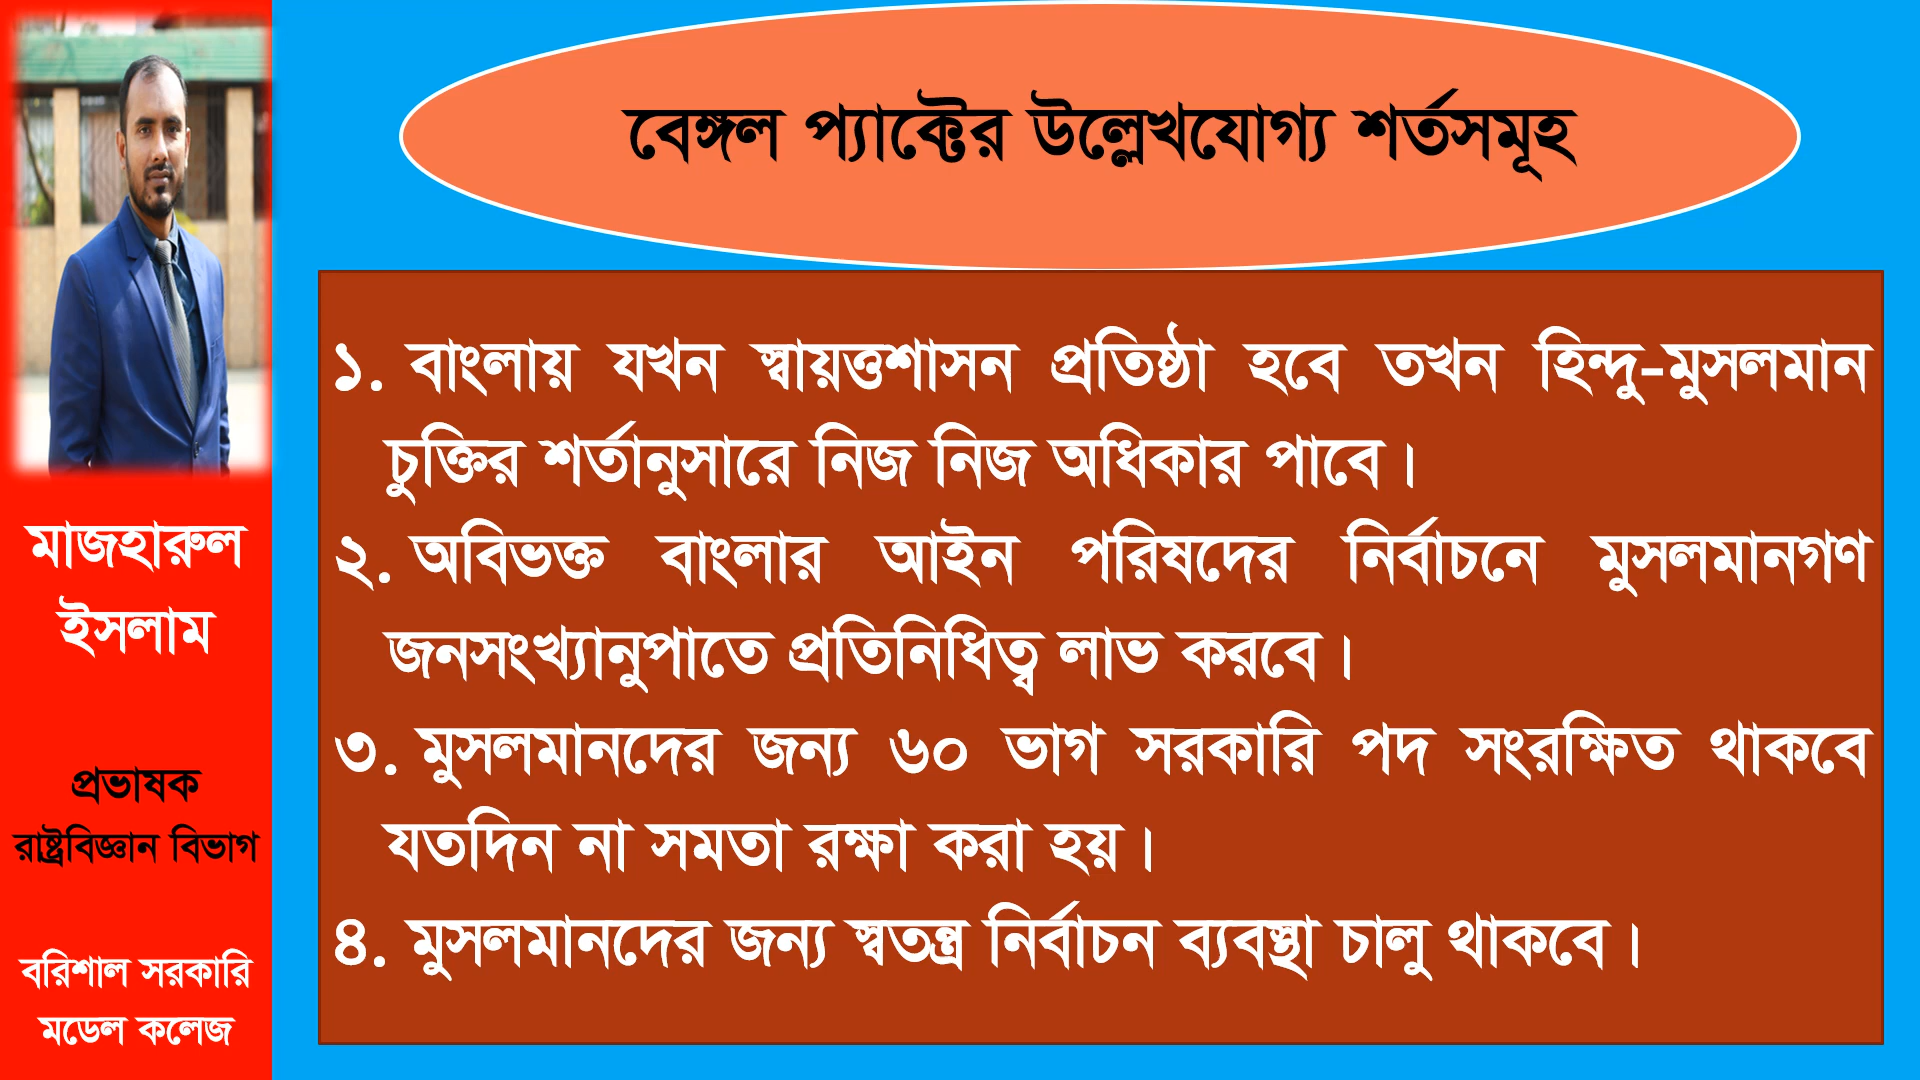 বেঙ্গল প্যাক্টের উল্লেখযোগ্য শর্তসমূহ
১. বাংলায় যখন স্বায়ত্তশাসন প্রতিষ্ঠা হবে তখন হিন্দু-মুসলমান
চুক্তির শর্তানুসারে নিজ নিজ অধিকার পাবে।
২. অবিভক্ত বাংলার আইন পরিষদের নির্বাচনে মুসলমানগণ
জনসংখ্যানুপাতে প্রতিনিধিত্ব লাভ করবে।
৩. মুসলমানদের জন্য ৬০ ভাগ সরকারি পদ সংরক্ষিত থাকবে
যতদিন না সমতা রক্ষা করা হয়।
৪. মুসলমানদের জন্য স্বতন্ত্র নির্বাচন ব্যবস্থা চালু থাকবে।
মাজহারুল
ইসলাম
প্রভাষক
রাষ্ট্রবিজ্ঞান বিভাগ
বরিশাল সরকারি
মডেল কলেজ